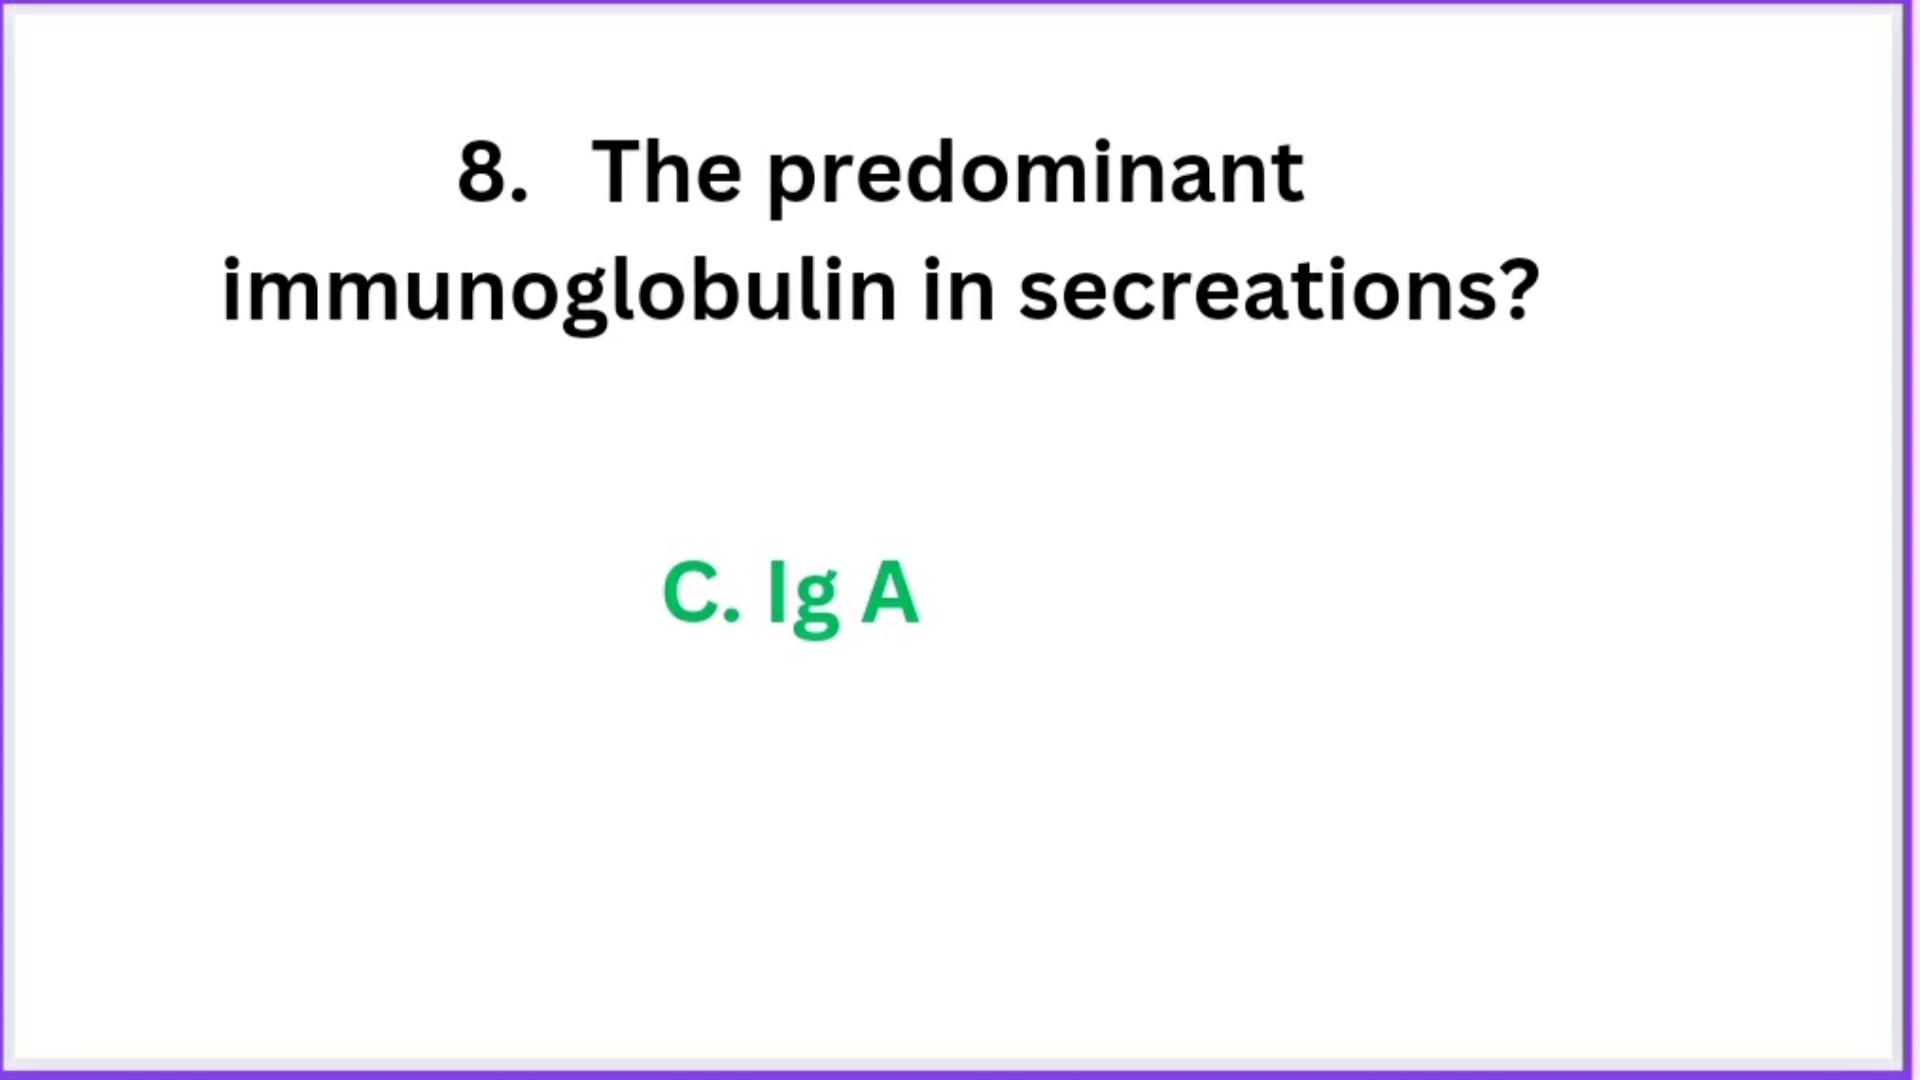 8. The predominant
immunoglobulin in secreations?
C. Ig A